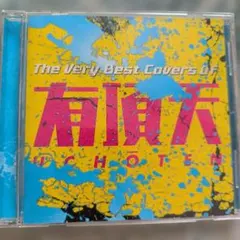 The Very Best Covers of
有頂天
UCHOTEN